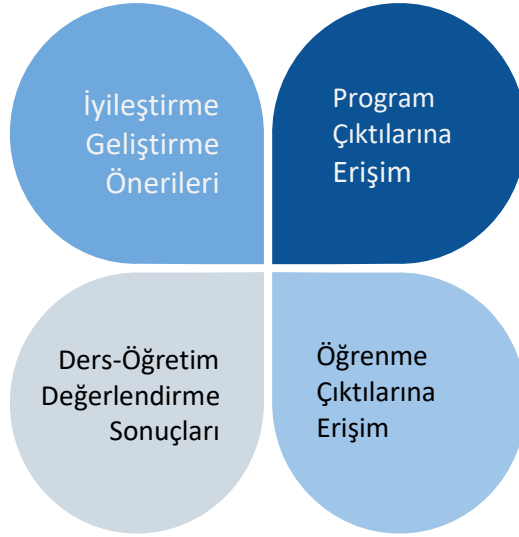 İyileştirme
Geliştirme
Önerileri
Program
Çıktılarına
Erişim
Ders-Öğretim
Değerlendirme
Sonuçları
Öğrenme
Çıktılarına
Erişim